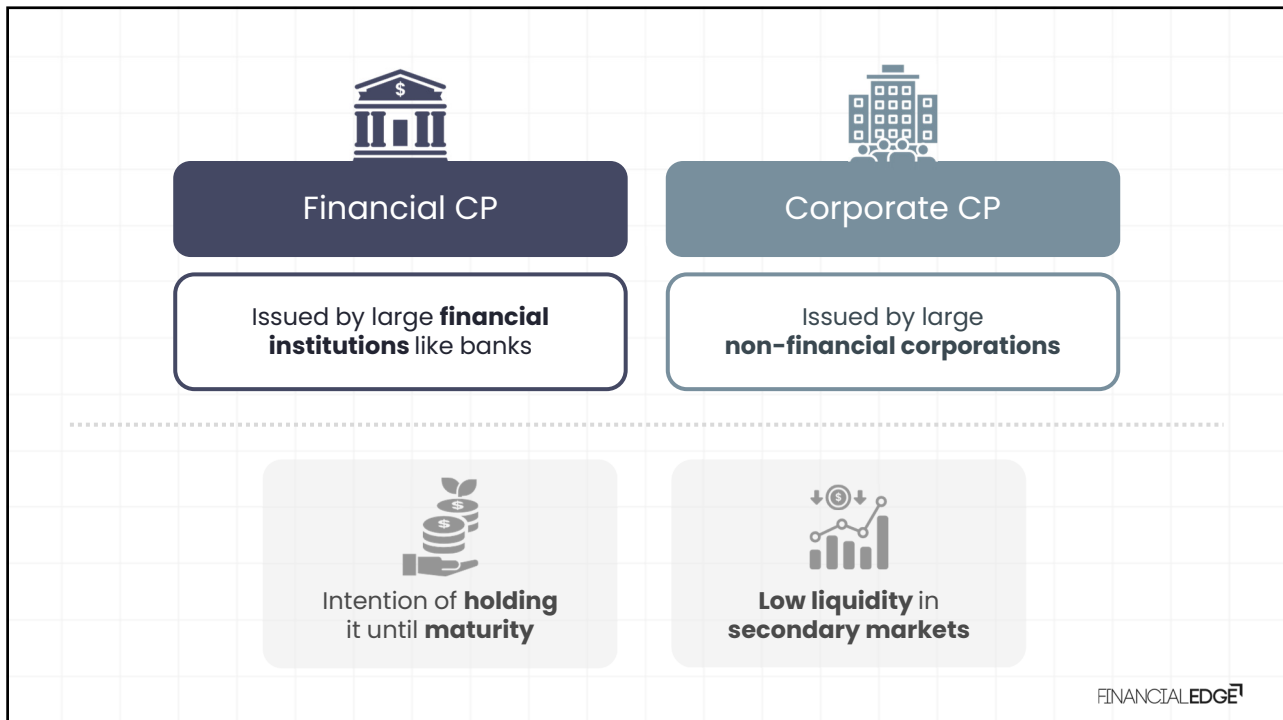 $
Financial CP
Corporate CP
Issued by large financial
institutions like banks
Issued by large
non-financial corporations
$
$
$
Intention of holding
it until maturity
Low liquidity in
secondary markets
FINANCIALEDGE